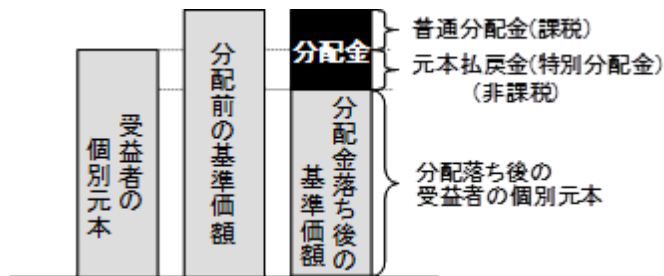 受益者の
個別元本
分配前の基準価額
分配金
分配金落ち後の
基準価額
普通分配金(課税)
元本払戻金(特別分配金)
(非課税)
分配落ち後の
受益者の個別元本